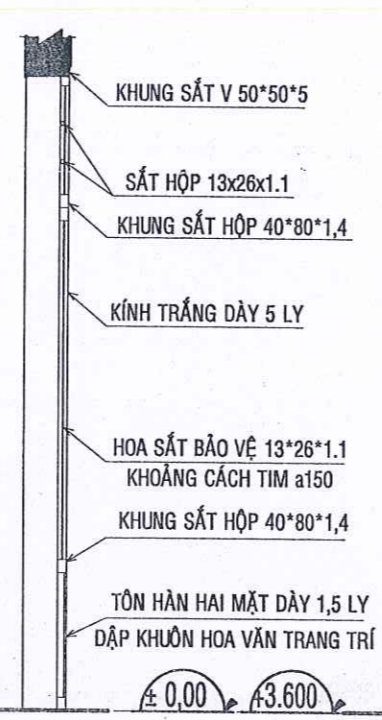 KHUNG SẮT V 50*50*5
SẮT HỘP 13x26x1.1
KHUNG SẮT HỘP 40*80*1,4
KÍNH TRẮNG DÀY 5 LY
HOA SẮT BẢO VỆ 13*26*1.1
KHOẢNG CÁCH TIM a150
KHUNG SẮT HỘP 40*80*1,4
TÔN HÀN HAI MẶT DÀY 1,5 LY
DẬP KHUÔN HOA VĂN TRANG TRÍ
± 0,00 +3.600